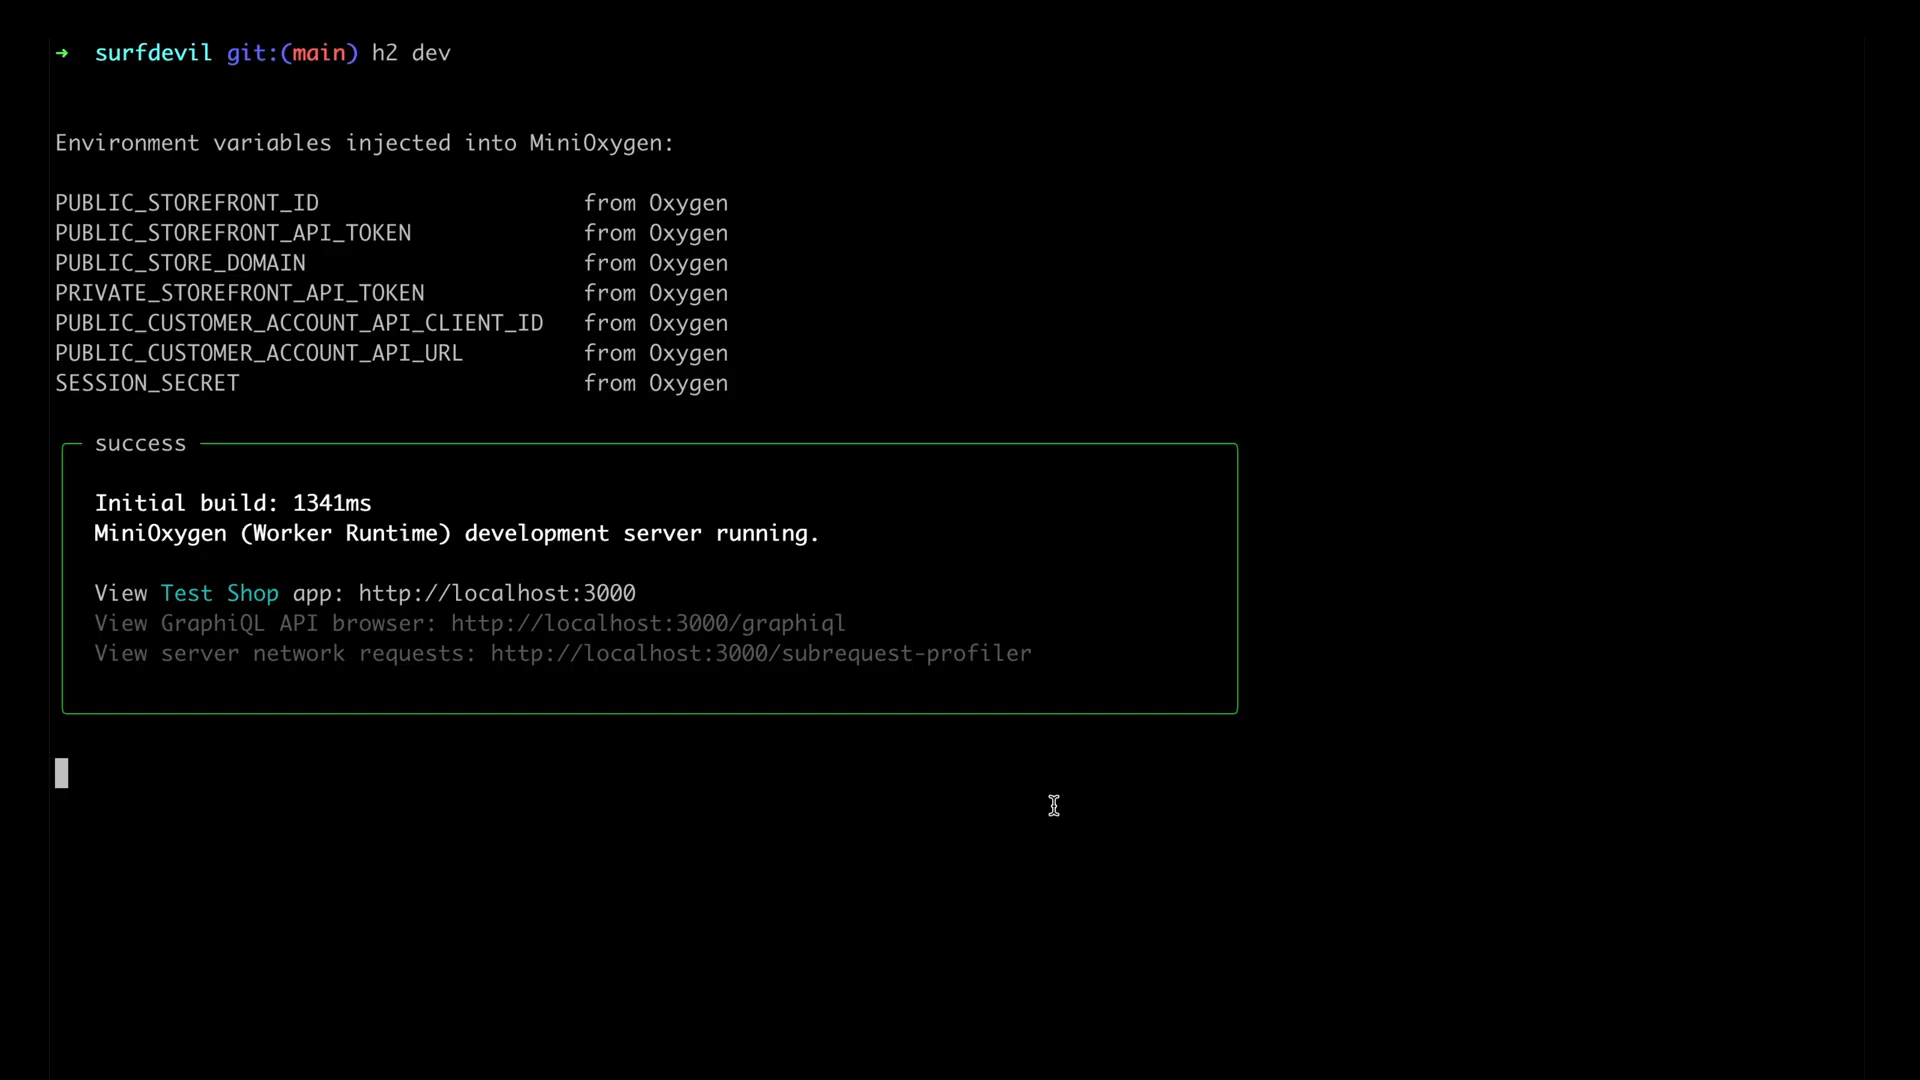 ➜ surfdevil git:(main) h2 dev
Environment variables injected into MiniOxygen:
PUBLIC_STOREFRONT_ID from Oxygen
PUBLIC_STOREFRONT_API_TOKEN from Oxygen
PUBLIC_STORE_DOMAIN from Oxygen
PRIVATE_STOREFRONT_API_TOKEN from Oxygen
PUBLIC_CUSTOMER_ACCOUNT_API_CLIENT_ID from Oxygen
PUBLIC_CUSTOMER_ACCOUNT_API_URL from Oxygen
SESSION_SECRET from Oxygen
success
Initial build: 1341ms
MiniOxygen (Worker Runtime) development server running.
View Test Shop app: http://localhost:3000
View GraphiQL API browser: http://localhost:3000/graphiql
View server network requests: http://localhost:3000/subrequest-profiler